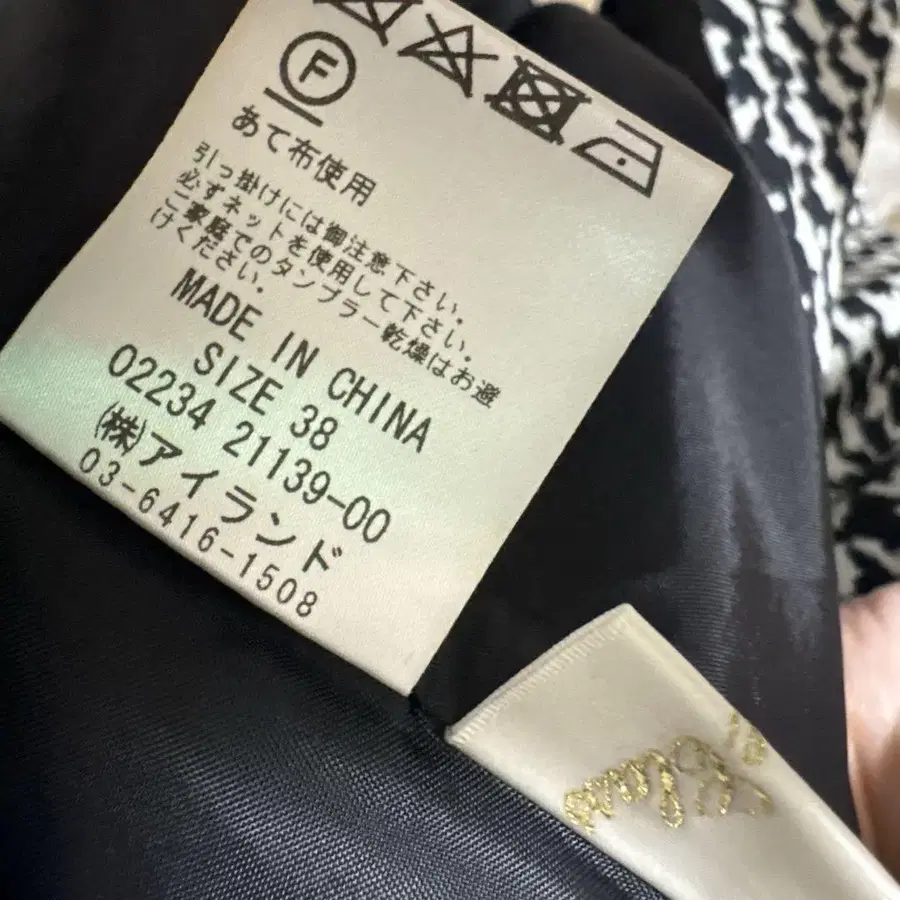 F
あて布使用
引っ掛けには御注意下さい。
必ずネットを使用して下さい。
ご家庭でのタンブラー乾燥はお避
けください。
MADE IN CHINA
SIZE 38
02234 21139-00
(株)アイランド
03-6416-1508